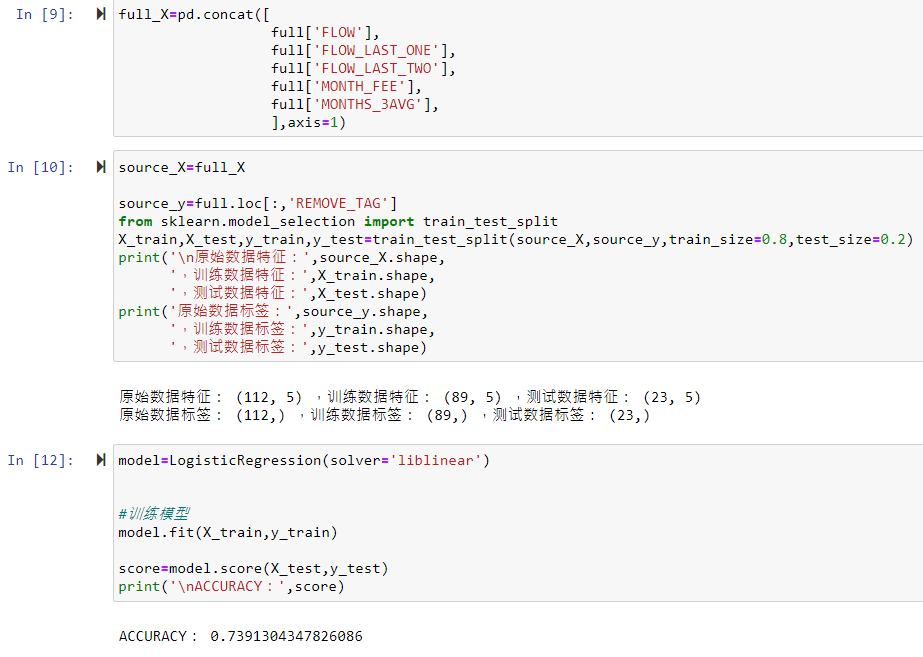 In [9]:
full_X=pd.concat([
full['FLOW'],
full['FLOW_LAST_ONE'],
full['FLOW_LAST_TWO'],
full['MONTH_FEE'],
full['MONTHS_3AVG'],
],axis=1)
In [10]:
source_X=full_X
source_y=full.loc[:,'REMOVE_TAG']
from sklearn.model_selection import train_test_split
X_train,X_test,y_train,y_test=train_test_split(source_X,source_y,train_size=0.8,test_size=0.2)
print('\n原始数据特征：',source_X.shape,
'，训练数据特征：',X_train.shape,
'，测试数据特征：',X_test.shape)
print('原始数据标签：',source_y.shape,
'，训练数据标签：',y_train.shape,
'，测试数据标签：',y_test.shape)
原始数据特征： (112, 5) ，训练数据特征： (89, 5) ，测试数据特征： (23, 5)
原始数据标签： (112,) ，训练数据标签： (89,) ，测试数据标签： (23,)
In [12]:
model=LogisticRegression(solver='liblinear')
#训练模型
model.fit(X_train,y_train)
score=model.score(X_test,y_test)
print('\nACCURACY：',score)
ACCURACY： 0.7391304347826086